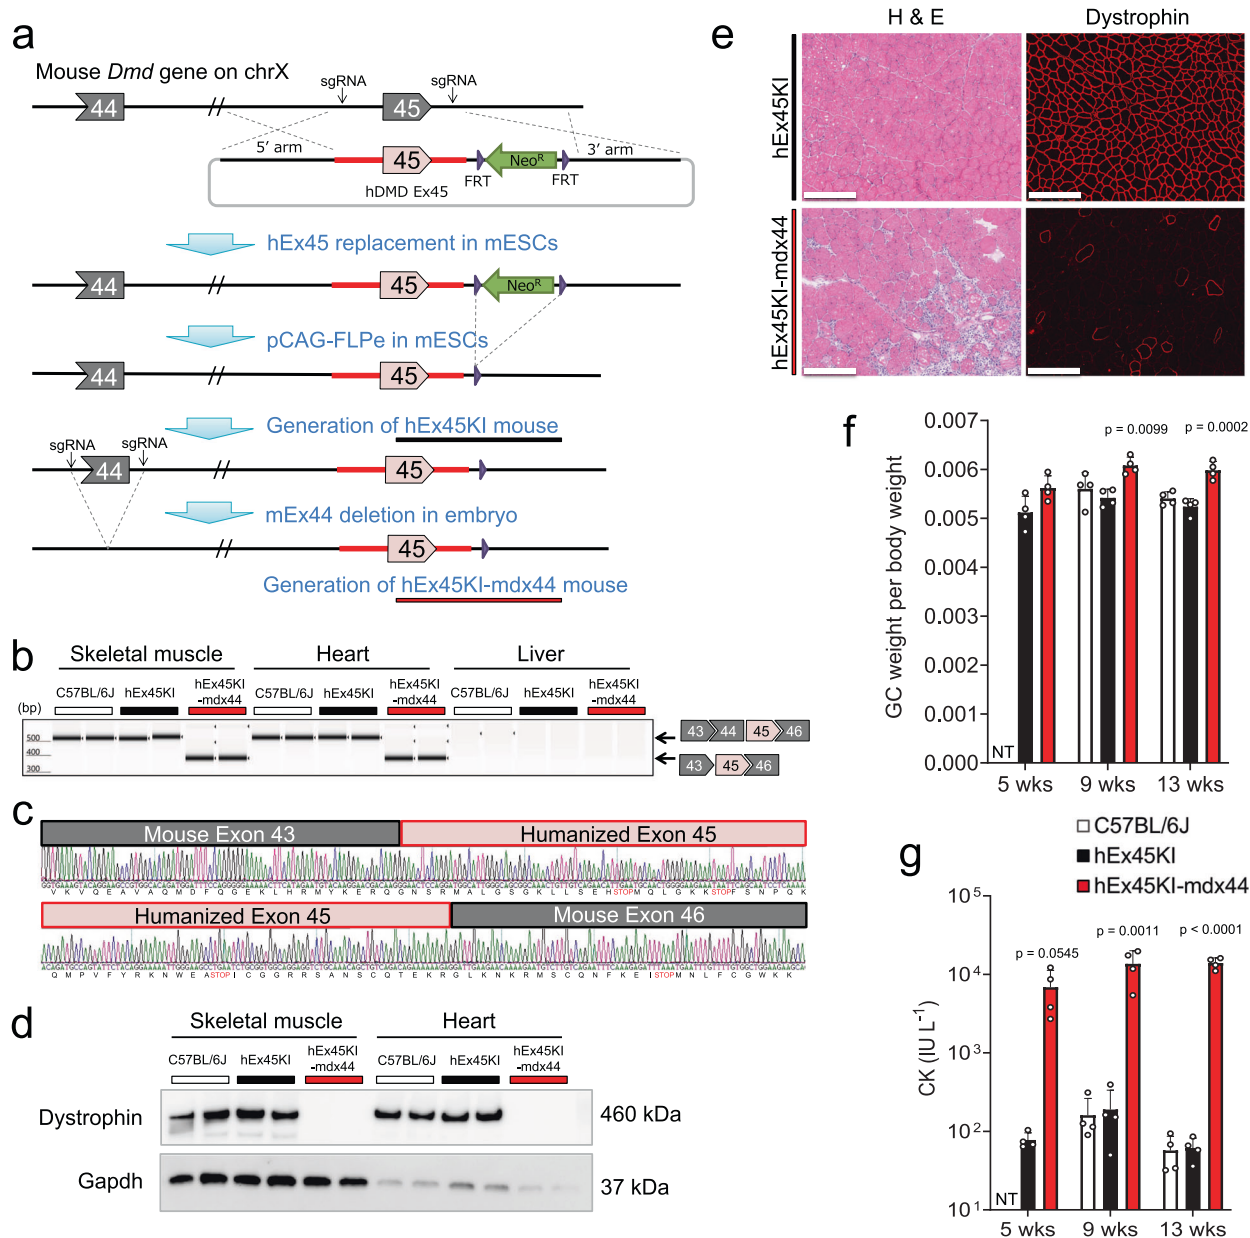 a
Mouse Dmd gene on chrX
sgRNA
sgRNA
44
//
45
5′ arm
45
Neoᴿ
3′ arm
FRT
FRT
hDMD Ex45
hEx45 replacement in mESCs
44
//
45
Neoᴿ
pCAG-FLPe in mESCs
44
//
45
Generation of hEx45KI mouse
sgRNA
sgRNA
44
//
45
mEx44 deletion in embryo
//
45
Generation of hEx45KI-mdx44 mouse
b
Skeletal muscle
Heart
Liver
C57BL/6J
hEx45KI
hEx45KI
-mdx44
C57BL/6J
hEx45KI
hEx45KI
-mdx44
C57BL/6J
hEx45KI
hEx45KI
-mdx44
(bp)
500
400
300
43 44 45 46
43 45 46
c
Mouse Exon 43
Humanized Exon 45
V K V Q E A V A Q M D F Q G E K L H R M Y K E R Q G N S R M A L G S G K L L S E H STOP M Q L G K K STOP F S N P Q K
Humanized Exon 45
Mouse Exon 46
Q M P V F Y R K N W E A STOP I C G G R R S A N S C Q T E K R G L K N K R M S C Q N F K E I STOP M N L F C G W K K
d
Skeletal muscle
Heart
C57BL/6J
hEx45KI
hEx45KI
-mdx44
C57BL/6J
hEx45KI
hEx45KI
-mdx44
Dystrophin
460 kDa
Gapdh
37 kDa
e
H & E
Dystrophin
hEx45KI
hEx45KI-mdx44
f
GC weight per body weight
0.007
0.006
0.005
0.004
0.003
0.002
0.001
0.000
p = 0.0099
p = 0.0002
NT
5 wks
9 wks
13 wks
C57BL/6J
hEx45KI
hEx45KI-mdx44
g
CK (IU L⁻¹)
10⁵
10⁴
10³
10²
10¹
p = 0.0545
p = 0.0011
p < 0.0001
NT
5 wks
9 wks
13 wks